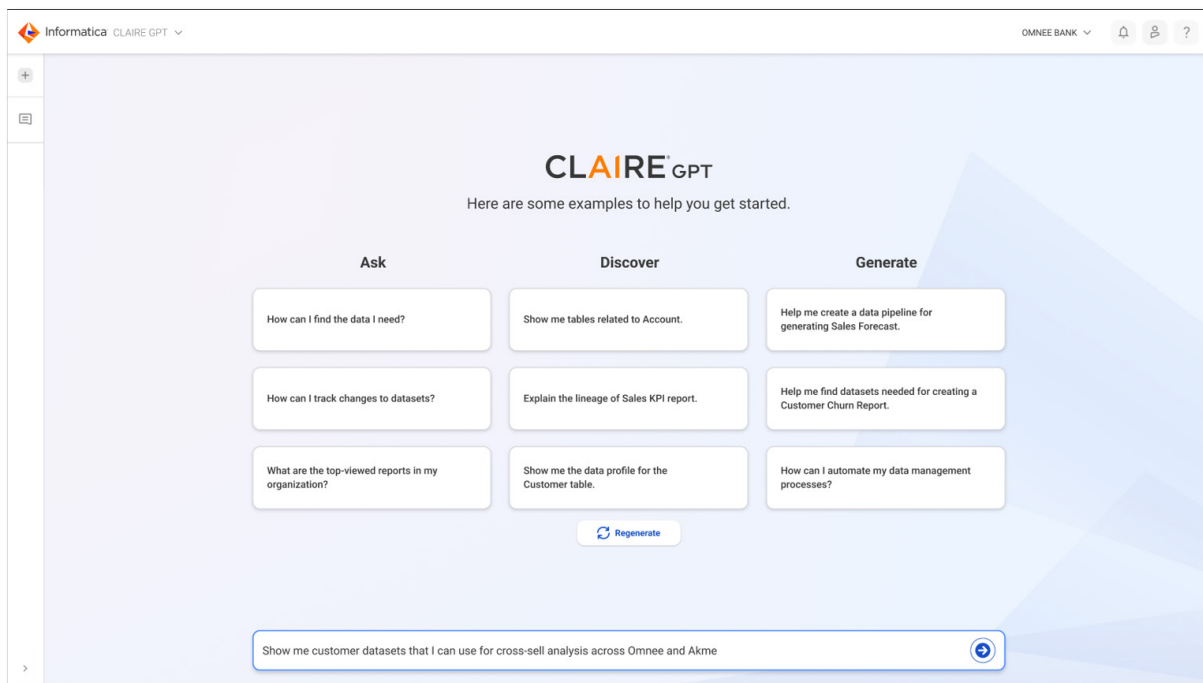 Informatica CLAIRE GPT
OMNEE BANK
?
CLAIRE GPT
Here are some examples to help you get started.
Ask
Discover
Generate
How can I find the data I need?
Show me tables related to Account.
Help me create a data pipeline for
generating Sales Forecast.
How can I track changes to datasets?
Explain the lineage of Sales KPI report.
Help me find datasets needed for creating a
Customer Churn Report.
What are the top-viewed reports in my
organization?
Show me the data profile for the
Customer table.
How can I automate my data management
processes?
Regenerate
Show me customer datasets that I can use for cross-sell analysis across Omnee and Akme